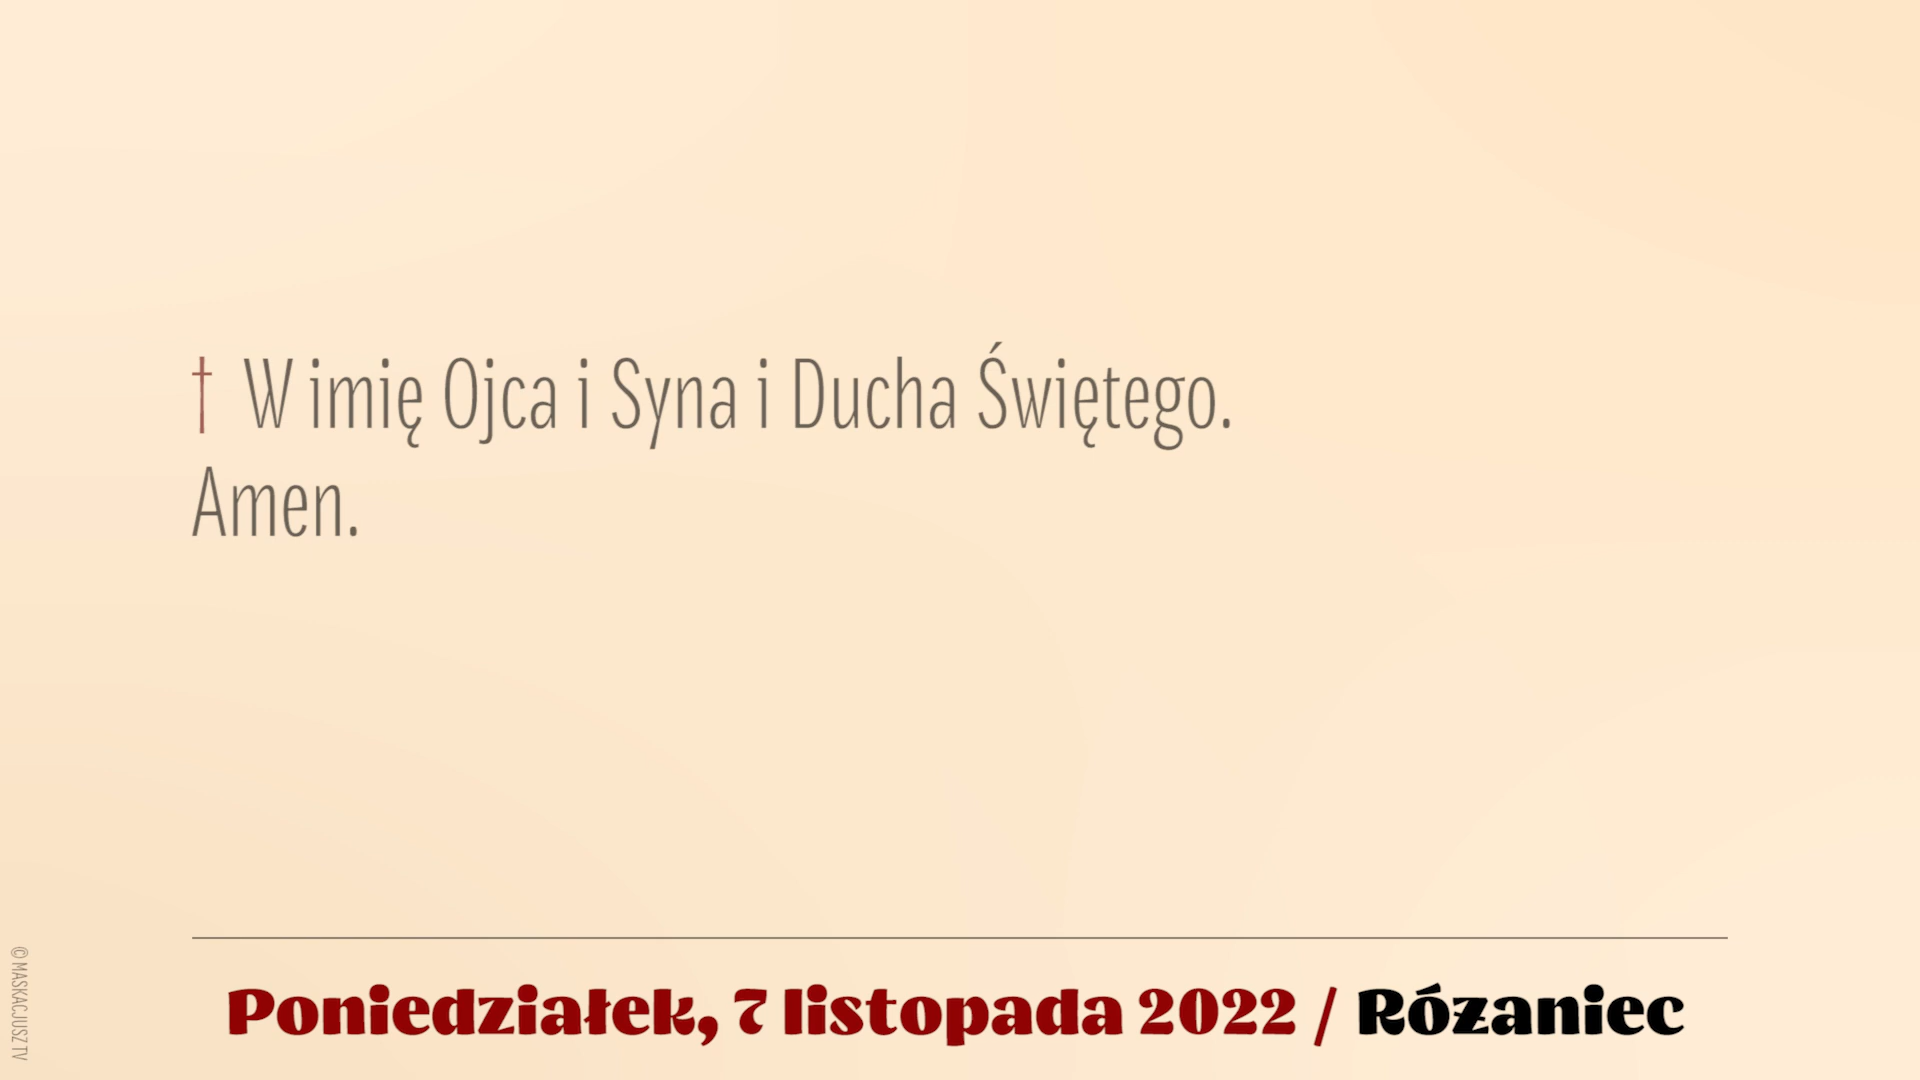 † W imię Ojca i Syna i Ducha Świętego.
Amen.
Poniedziałek, 7 listopada 2022 / Różaniec
© MASKACJUSZ TV